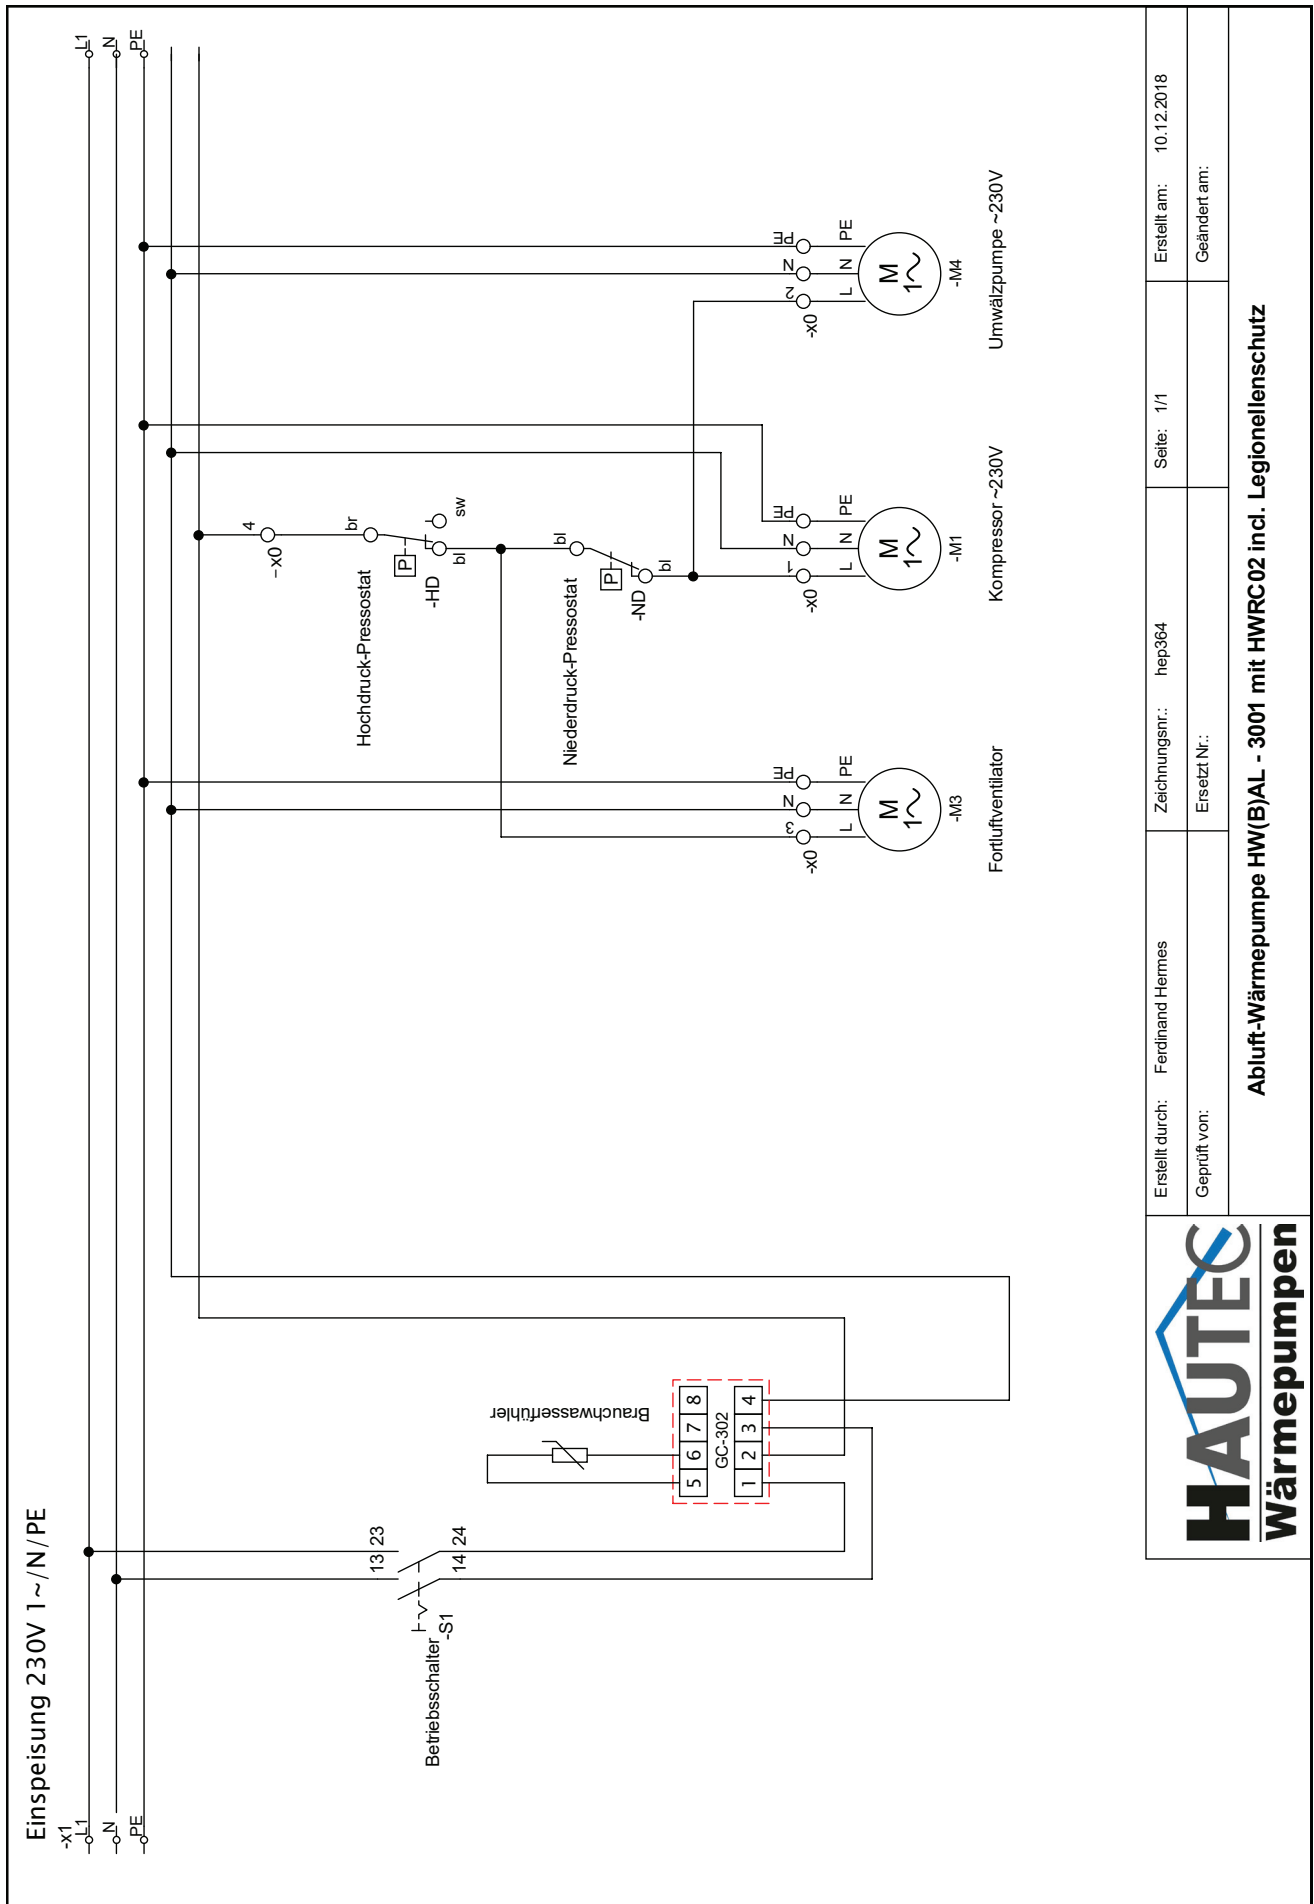 Einspeisung 230V 1~/N/PE
-x1
L1
N
PE
L1
N
PE
13 23
14 24
-S1
Betriebsschalter
Brauchwasserfühler
5 6 7 8
GC-302
1 2 3 4
4
-x0
br
Hochdruck-Pressostat
P
sw
bl
-HD
bl
Niederdruck-Pressostat
P
bl
-ND
3 N PE
-x0
L N PE
M
1~
-M3
Fortluftventilator
1 N PE
-x0
L N PE
M
1~
-M1
Kompressor ~230V
2 N PE
-x0
L N PE
M
1~
-M4
Umwälzpumpe ~230V
HAUTEC
Wärmepumpen
Erstellt durch: Ferdinand Hermes
Zeichnungsnr.: hep364
Seite: 1/1
Erstellt am: 10.12.2018
Geprüft von:
Ersetzt Nr.:
Geändert am:
Abluft-Wärmepumpe HW(B)AL - 3001 mit HWRC02 incl. Legionellenschutz